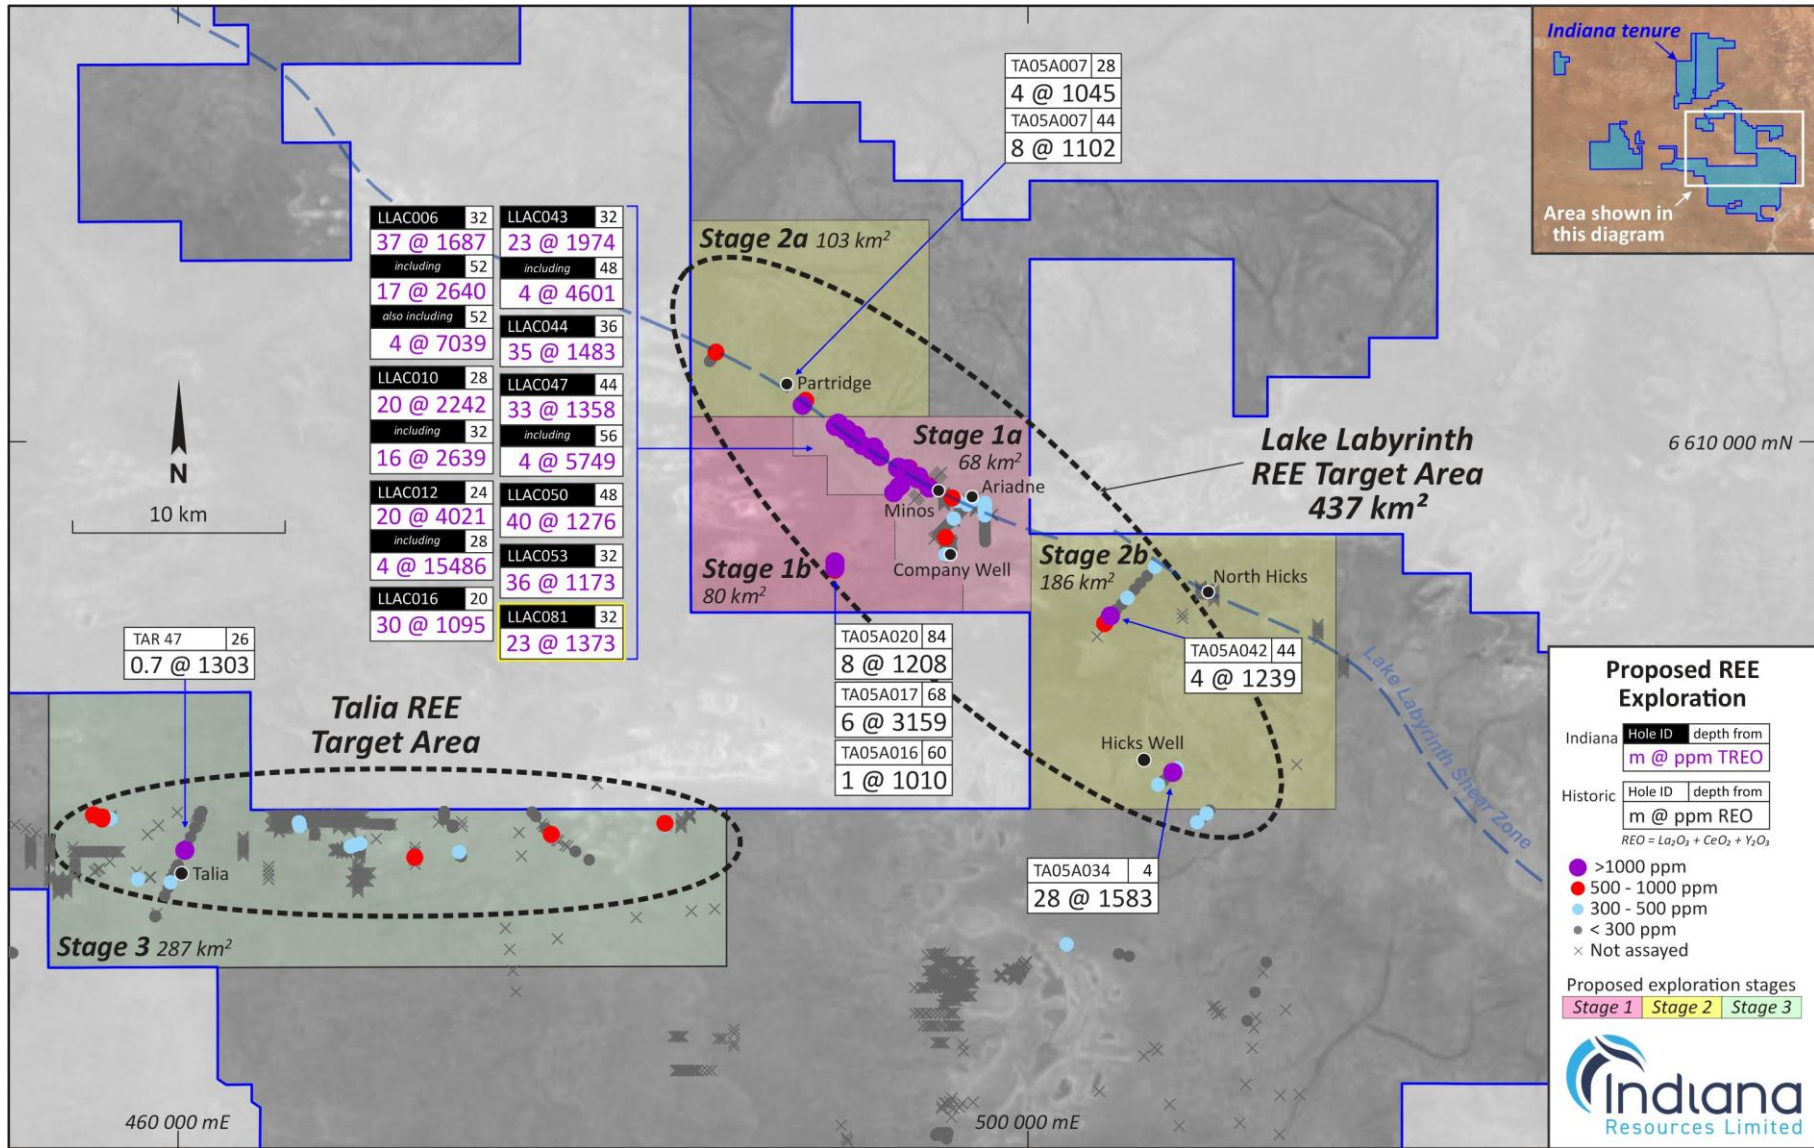 Indiana tenure
Area shown in
this diagram
TA05A007 28
4 @ 1045
TA05A007 44
8 @ 1102
LLAC006 32
37 @ 1687
including 52
17 @ 2640
also including 52
4 @ 7039
LLAC010 28
20 @ 2242
including 32
16 @ 2639
LLAC012 24
20 @ 4021
including 28
4 @ 15486
LLAC016 20
30 @ 1095
LLAC043 32
23 @ 1974
including 48
4 @ 4601
LLAC044 36
35 @ 1483
LLAC047 44
33 @ 1358
including 56
4 @ 5749
LLAC050 48
40 @ 1276
LLAC053 32
36 @ 1173
LLAC081 32
23 @ 1373
Stage 2a 103 km²
Partridge
Stage 1a
68 km²
Ariadne
Minos
Company Well
Stage 1b
80 km²
Lake Labyrinth
REE Target Area
437 km²
6 610 000 mN
N
10 km
Stage 2b
186 km²
North Hicks
TA05A042 44
4 @ 1239
Lake Labyrinth Shear Zone
TAR 47 26
0.7 @ 1303
TA05A020 84
8 @ 1208
TA05A017 68
6 @ 3159
TA05A016 60
1 @ 1010
Talia REE
Target Area
Hicks Well
TA05A034 4
28 @ 1583
Talia
Stage 3 287 km²
460 000 mE
500 000 mE
Proposed REE
Exploration
Indiana Hole ID depth from
m @ ppm TREO
Historic Hole ID depth from
m @ ppm REO
REO = La₂O₃ + CeO₂ + Y₂O₃
>1000 ppm
500 - 1000 ppm
300 - 500 ppm
< 300 ppm
Not assayed
Proposed exploration stages
Stage 1 Stage 2 Stage 3
Indiana
Resources Limited